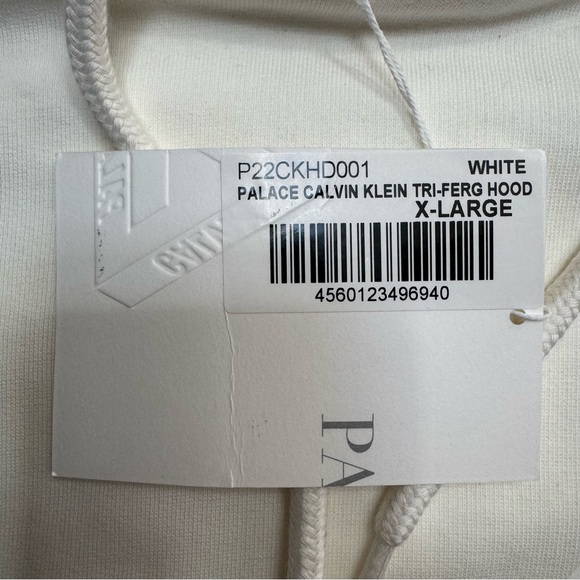 P22CKHD001 WHITE
PALACE CALVIN KLEIN TRI-FERG HOOD
X-LARGE
4560123496940
PA